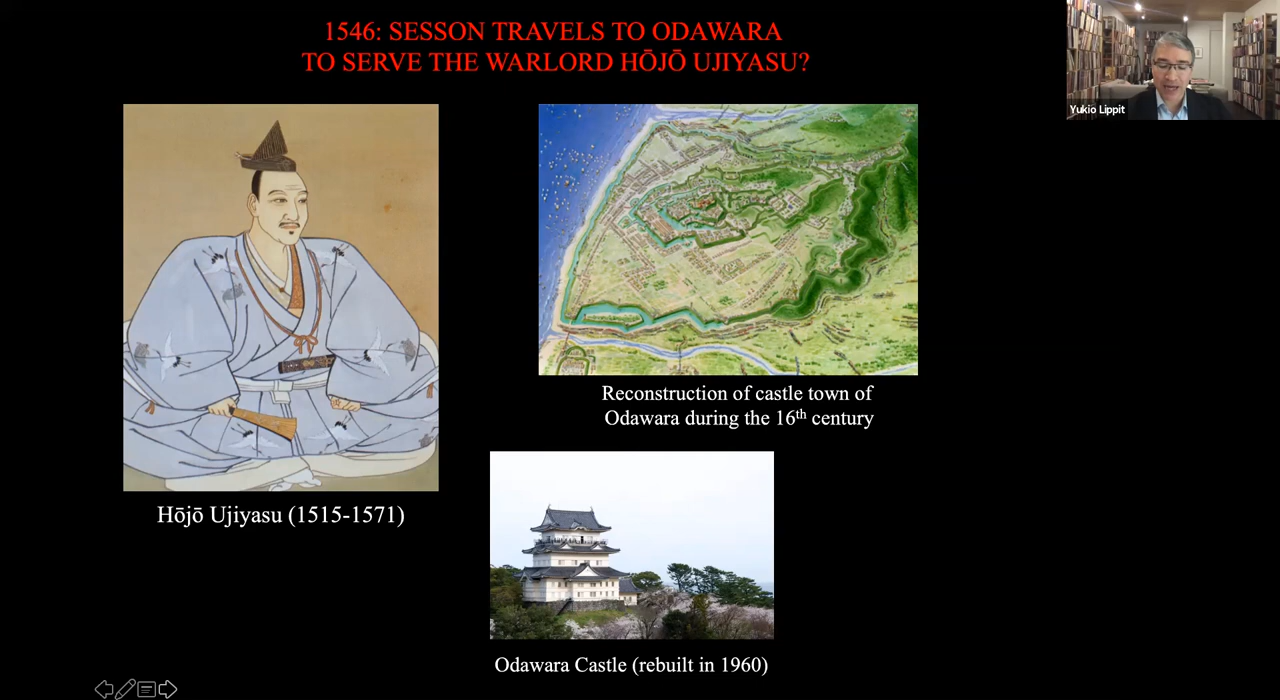 1546: SESSON TRAVELS TO ODAWARA
TO SERVE THE WARLORD HŌJŌ UJIYASU?
Yukio Lippit
Reconstruction of castle town of
Odawara during the 16th century
Hōjō Ujiyasu (1515-1571)
Odawara Castle (rebuilt in 1960)